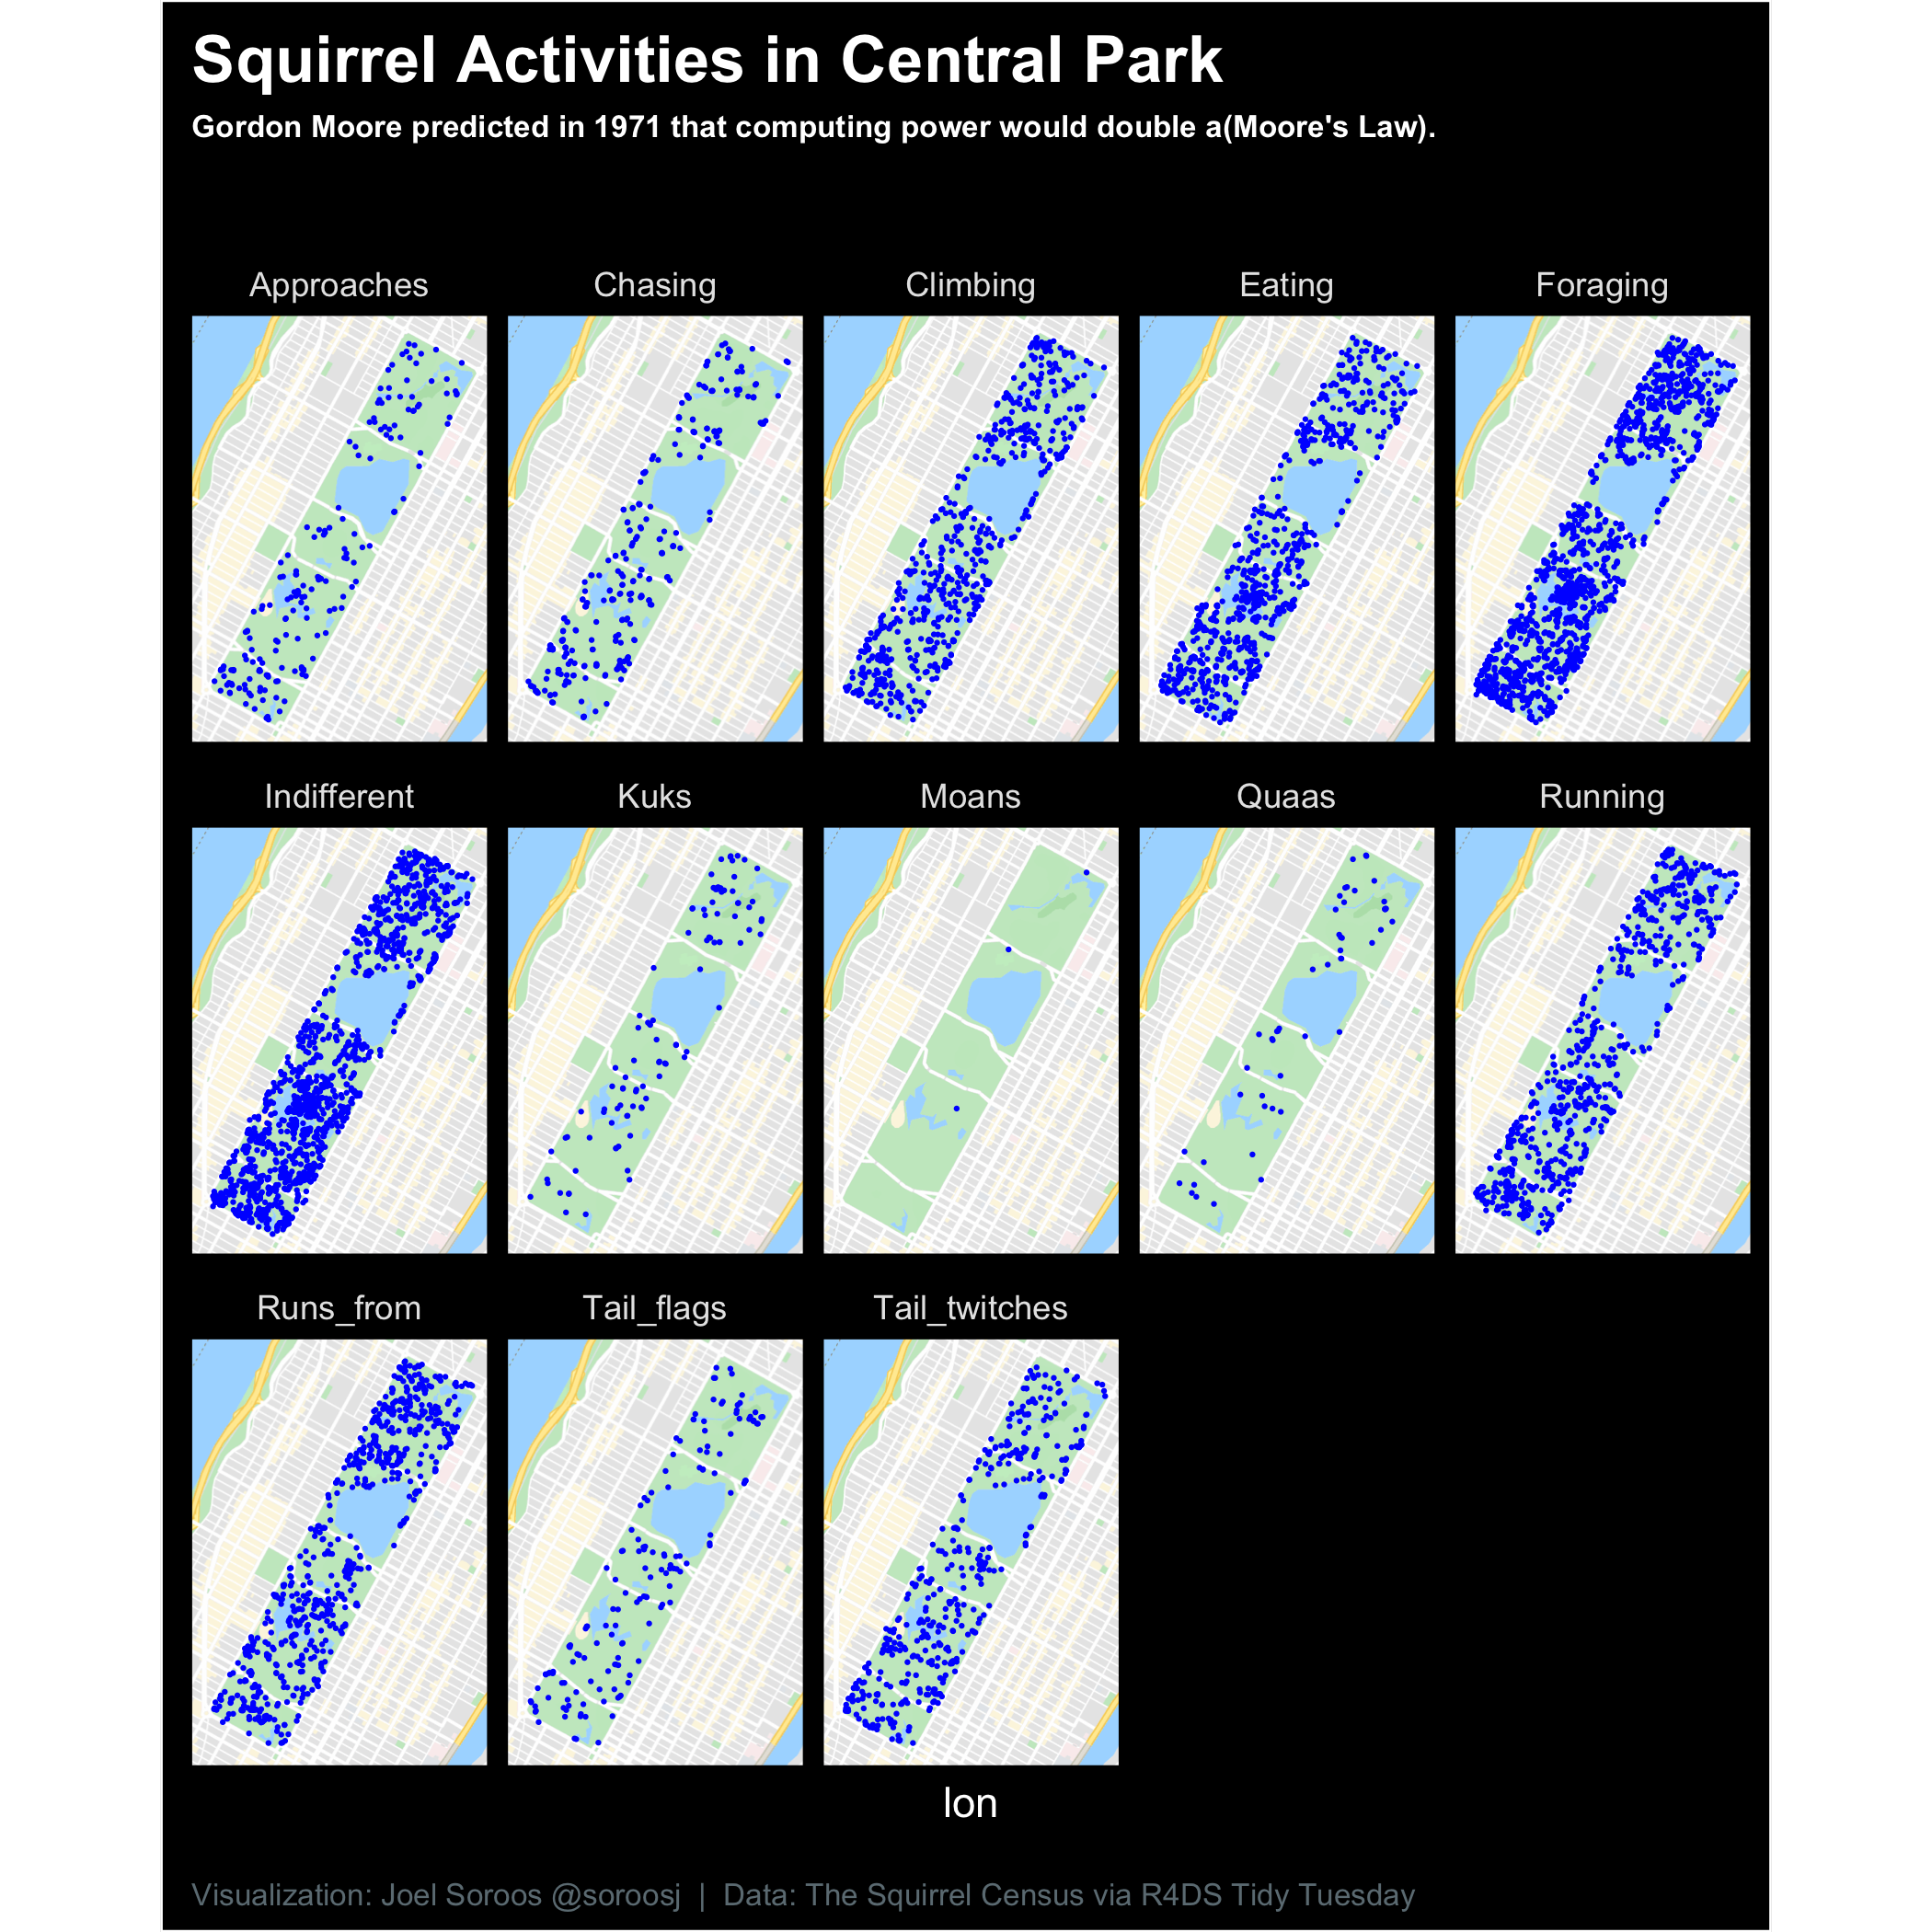 Squirrel Activities in Central Park
Gordon Moore predicted in 1971 that computing power would double a(Moore's Law).
Approaches Chasing Climbing Eating Foraging
Indifferent Kuks Moans Quaas Running
Runs_from Tail_flags Tail_twitches
lon
Visualization: Joel Soroos @soroosj | Data: The Squirrel Census via R4DS Tidy Tuesday